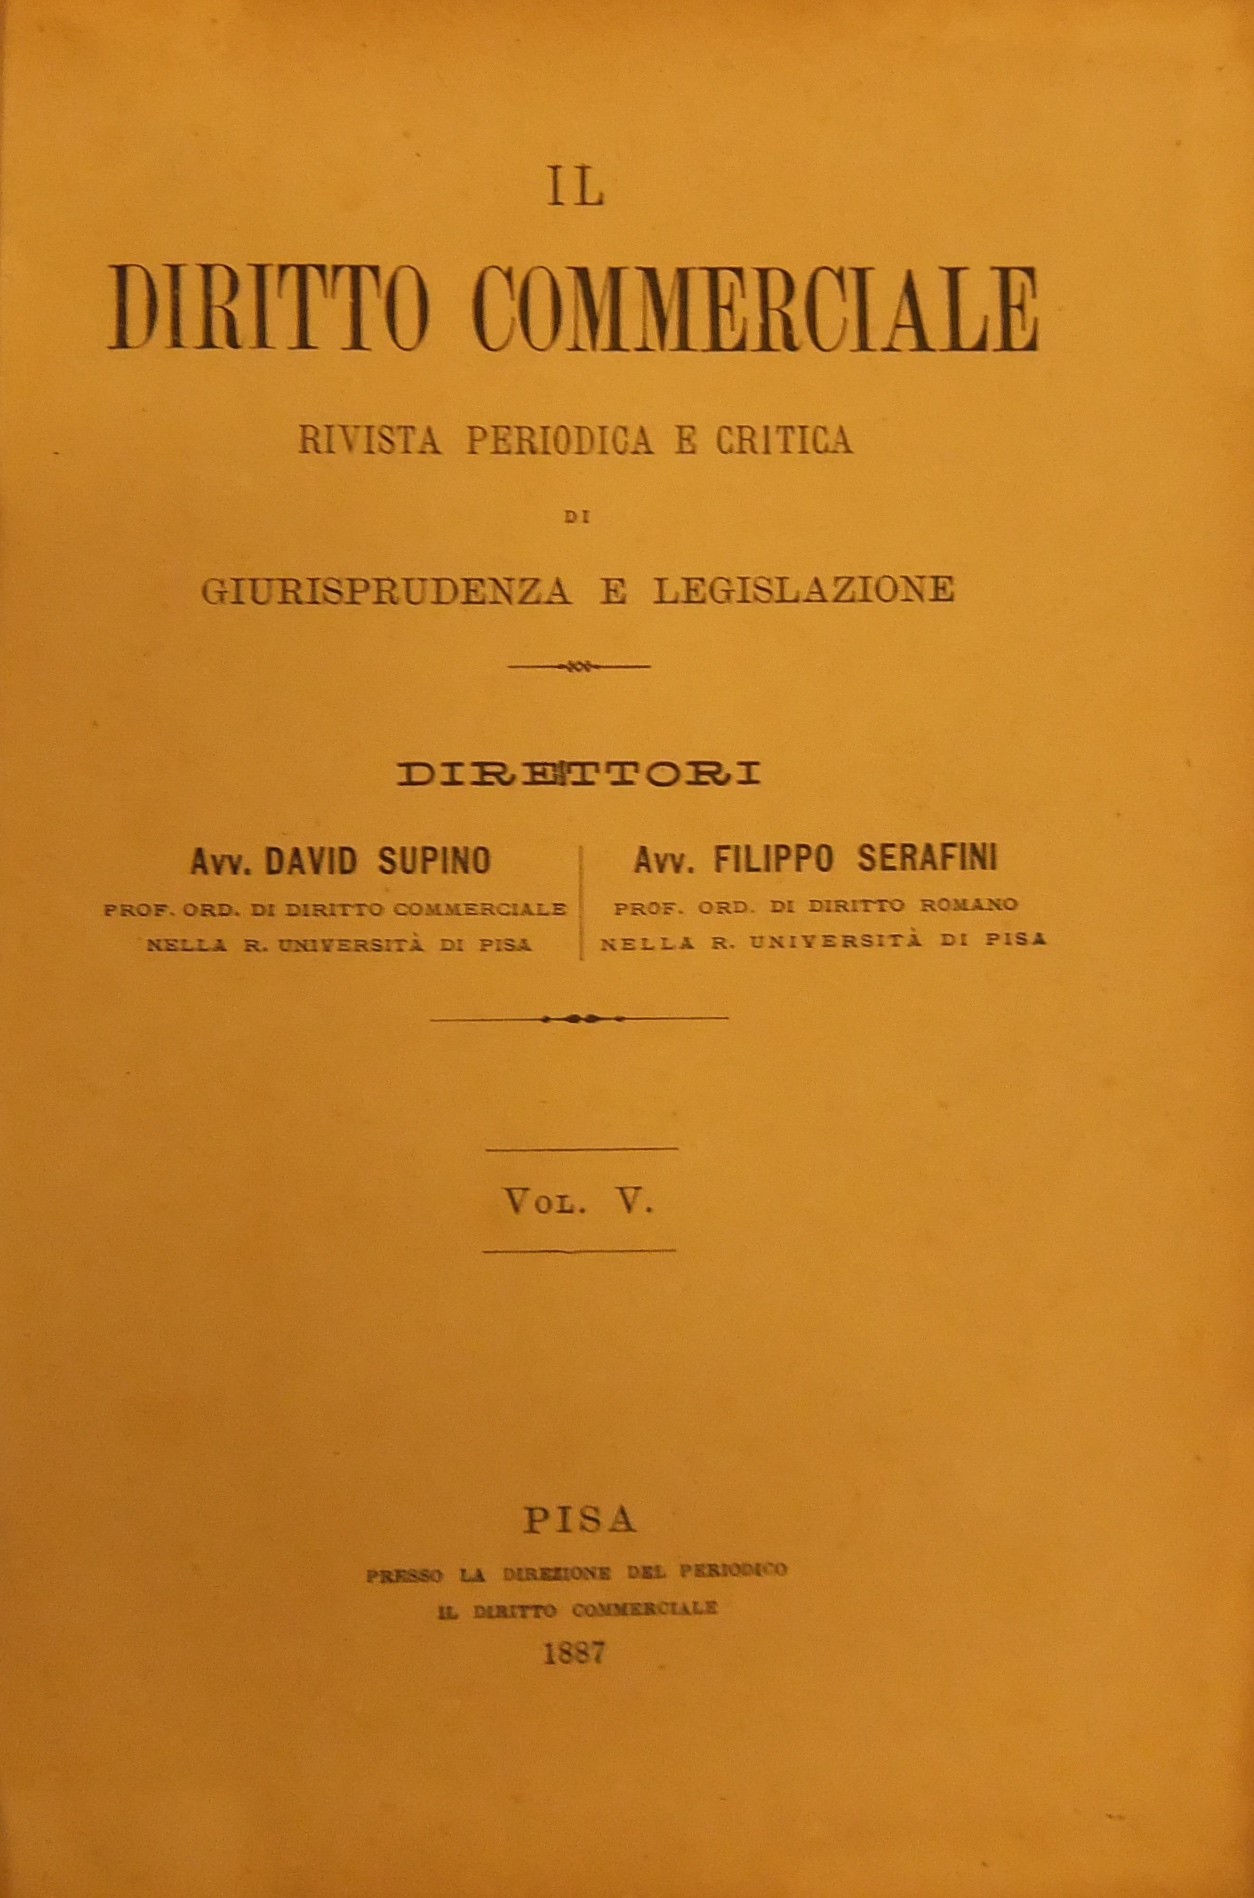 IL
DIRITTO COMMERCIALE
RIVISTA PERIODICA E CRITICA
DI
GIURISPRUDENZA E LEGISLAZIONE
DIRETTORI
Avv. DAVID SUPINO
PROF. ORD. DI DIRITTO COMMERCIALE
NELLA R. UNIVERSITÀ DI PISA
Avv. FILIPPO SERAFINI
PROF. ORD. DI DIRITTO ROMANO
NELLA R. UNIVERSITÀ DI PISA
VOL. V.
PISA
PRESSO LA DIREZIONE DEL PERIODICO
IL DIRITTO COMMERCIALE
1887